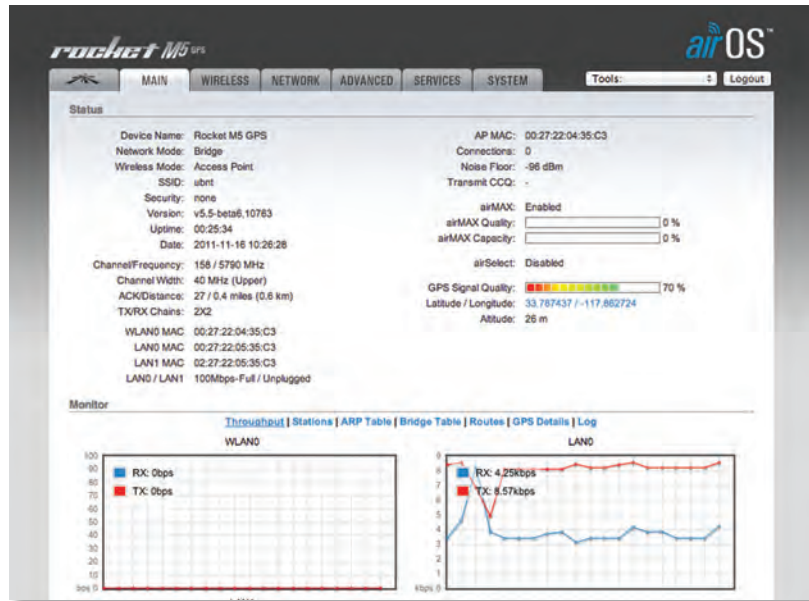 rocket M5 GPS
airOS™
MAIN WIRELESS NETWORK ADVANCED SERVICES SYSTEM Tools: Logout
Status
Device Name: Rocket M5 GPS
Network Mode: Bridge
Wireless Mode: Access Point
SSID: ubnt
Security: none
Version: v5.5-beta6.10763
Uptime: 00:25:34
Date: 2011-11-16 10:26:28
Channel/Frequency: 158 / 5790 MHz
Channel Width: 40 MHz (Upper)
ACK/Distance: 27 / 0.4 miles (0.6 km)
TX/RX Chains: 2X2
WLAN0 MAC 00:27:22:04:35:C3
LAN0 MAC 00:27:22:05:35:C3
LAN1 MAC 02:27:22:05:35:C3
LAN0 / LAN1 100Mbps-Full / Unplugged
AP MAC: 00:27:22:04:35:C3
Connections: 0
Noise Floor: -96 dBm
Transmit CCQ: -
airMAX: Enabled
airMAX Quality: 0 %
airMAX Capacity: 0 %
airSelect: Disabled
GPS Signal Quality: 70 %
Latitude / Longitude: 33.787437 / -117.862724
Altitude: 26 m
Monitor
Throughput | Stations | ARP Table | Bridge Table | Routes | GPS Details | Log
WLAN0
100
90
80
70
60
50
40
30
20
10
bps 0
RX: 0bps
TX: 0bps
LAN0
9
8
7
6
5
4
3
2
1
kbps 0
RX: 4.25kbps
TX: 8.57kbps